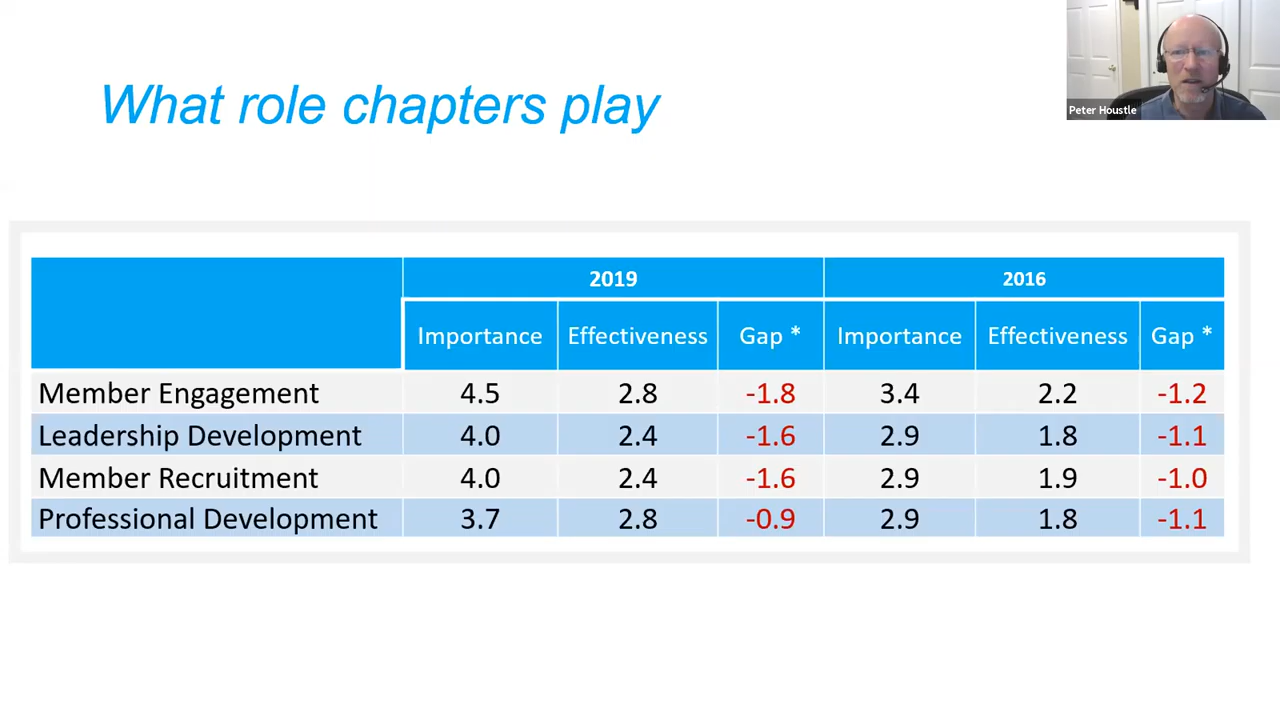 What role chapters play
Peter Houstle
2019 2016
Importance Effectiveness Gap * Importance Effectiveness Gap *
Member Engagement 4.5 2.8 -1.8 3.4 2.2 -1.2
Leadership Development 4.0 2.4 -1.6 2.9 1.8 -1.1
Member Recruitment 4.0 2.4 -1.6 2.9 1.9 -1.0
Professional Development 3.7 2.8 -0.9 2.9 1.8 -1.1